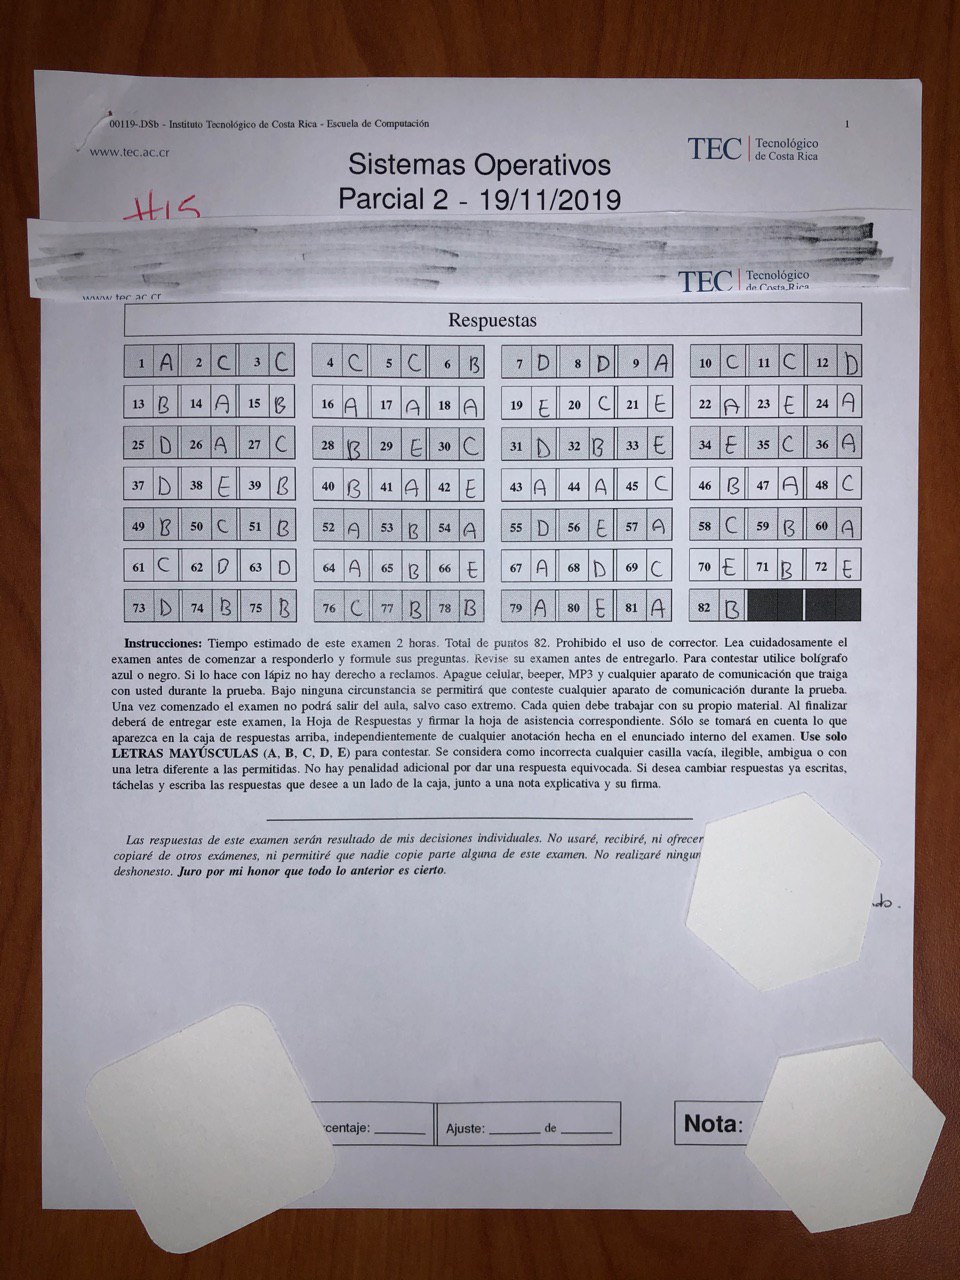 00119-.DSb - Instituto Tecnológico de Costa Rica - Escuela de Computación 1
www.tec.ac.cr
TEC Tecnológico
de Costa Rica
Sistemas Operativos
Parcial 2 - 19/11/2019
#15
TEC Tecnológico
de Costa Rica
www.tec.ac.cr
Respuestas
1 A 2 C 3 C 4 C 5 C 6 B 7 D 8 D 9 A 10 C 11 C 12 D
13 B 14 A 15 B 16 A 17 A 18 A 19 E 20 C 21 E 22 A 23 E 24 A
25 D 26 A 27 C 28 B 29 E 30 C 31 D 32 B 33 E 34 E 35 C 36 A
37 D 38 E 39 B 40 B 41 A 42 E 43 A 44 A 45 C 46 B 47 A 48 C
49 B 50 C 51 B 52 A 53 B 54 A 55 D 56 E 57 A 58 C 59 B 60 A
61 C 62 D 63 D 64 A 65 B 66 E 67 A 68 D 69 C 70 E 71 B 72 E
73 D 74 B 75 B 76 C 77 B 78 B 79 A 80 E 81 A 82 B
Instrucciones: Tiempo estimado de este examen 2 horas. Total de puntos 82. Prohibido el uso de corrector. Lea cuidadosamente el
examen antes de comenzar a responderlo y formule sus preguntas. Revise su examen antes de entregarlo. Para contestar utilice bolígrafo
azul o negro. Si lo hace con lápiz no hay derecho a reclamos. Apague celular, beeper, MP3 y cualquier aparato de comunicación que traiga
con usted durante la prueba. Bajo ninguna circunstancia se permitirá que conteste cualquier aparato de comunicación durante la prueba.
Una vez comenzado el examen no podrá salir del aula, salvo caso extremo. Cada quien debe trabajar con su propio material. Al finalizar
deberá de entregar este examen, la Hoja de Respuestas y firmar la hoja de asistencia correspondiente. Sólo se tomará en cuenta lo que
aparezca en la caja de respuestas arriba, independientemente de cualquier anotación hecha en el enunciado interno del examen. Use solo
LETRAS MAYÚSCULAS (A, B, C, D, E) para contestar. Se considera como incorrecta cualquier casilla vacía, ilegible, ambigua o con
una letra diferente a las permitidas. No hay penalidad adicional por dar una respuesta equivocada. Si desea cambiar respuestas ya escritas,
táchelas y escriba las respuestas que desee a un lado de la caja, junto a una nota explicativa y su firma.
Las respuestas de este examen serán resultado de mis decisiones individuales. No usaré, recibiré, ni ofrecer
copiaré de otros exámenes, ni permitiré que nadie copie parte alguna de este examen. No realizaré ningun
deshonesto. Juro por mi honor que todo lo anterior es cierto.
rcentaje: ______ Ajuste: ______ de ______ Nota: